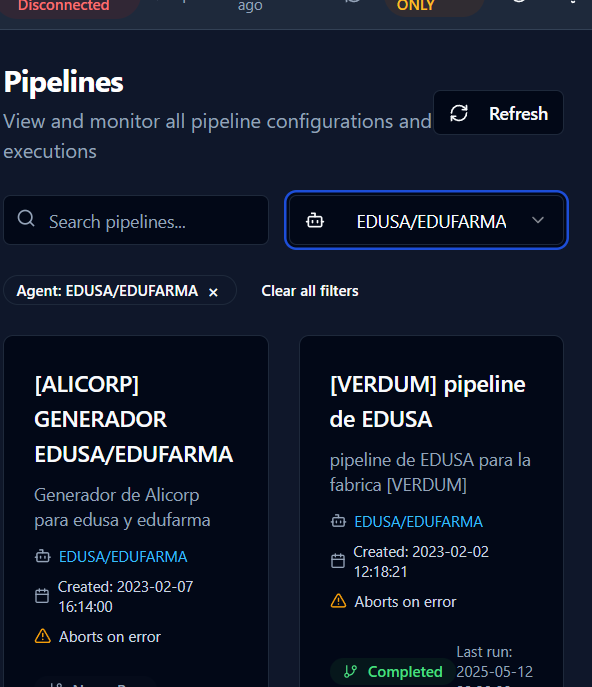 Disconnected
ago
ONLY
Pipelines
View and monitor all pipeline configurations and
executions
Refresh
Search pipelines...
EDUSA/EDUFARMA
Agent: EDUSA/EDUFARMA ×
Clear all filters
[ALICORP]
GENERADOR
EDUSA/EDUFARMA
Generador de Alicorp
para edusa y edufarma
EDUSA/EDUFARMA
Created: 2023-02-07
16:14:00
Aborts on error
[VERDUM] pipeline
de EDUSA
pipeline de EDUSA para la
fabrica [VERDUM]
EDUSA/EDUFARMA
Created: 2023-02-02
12:18:21
Aborts on error
Completed
Last run:
2025-05-12